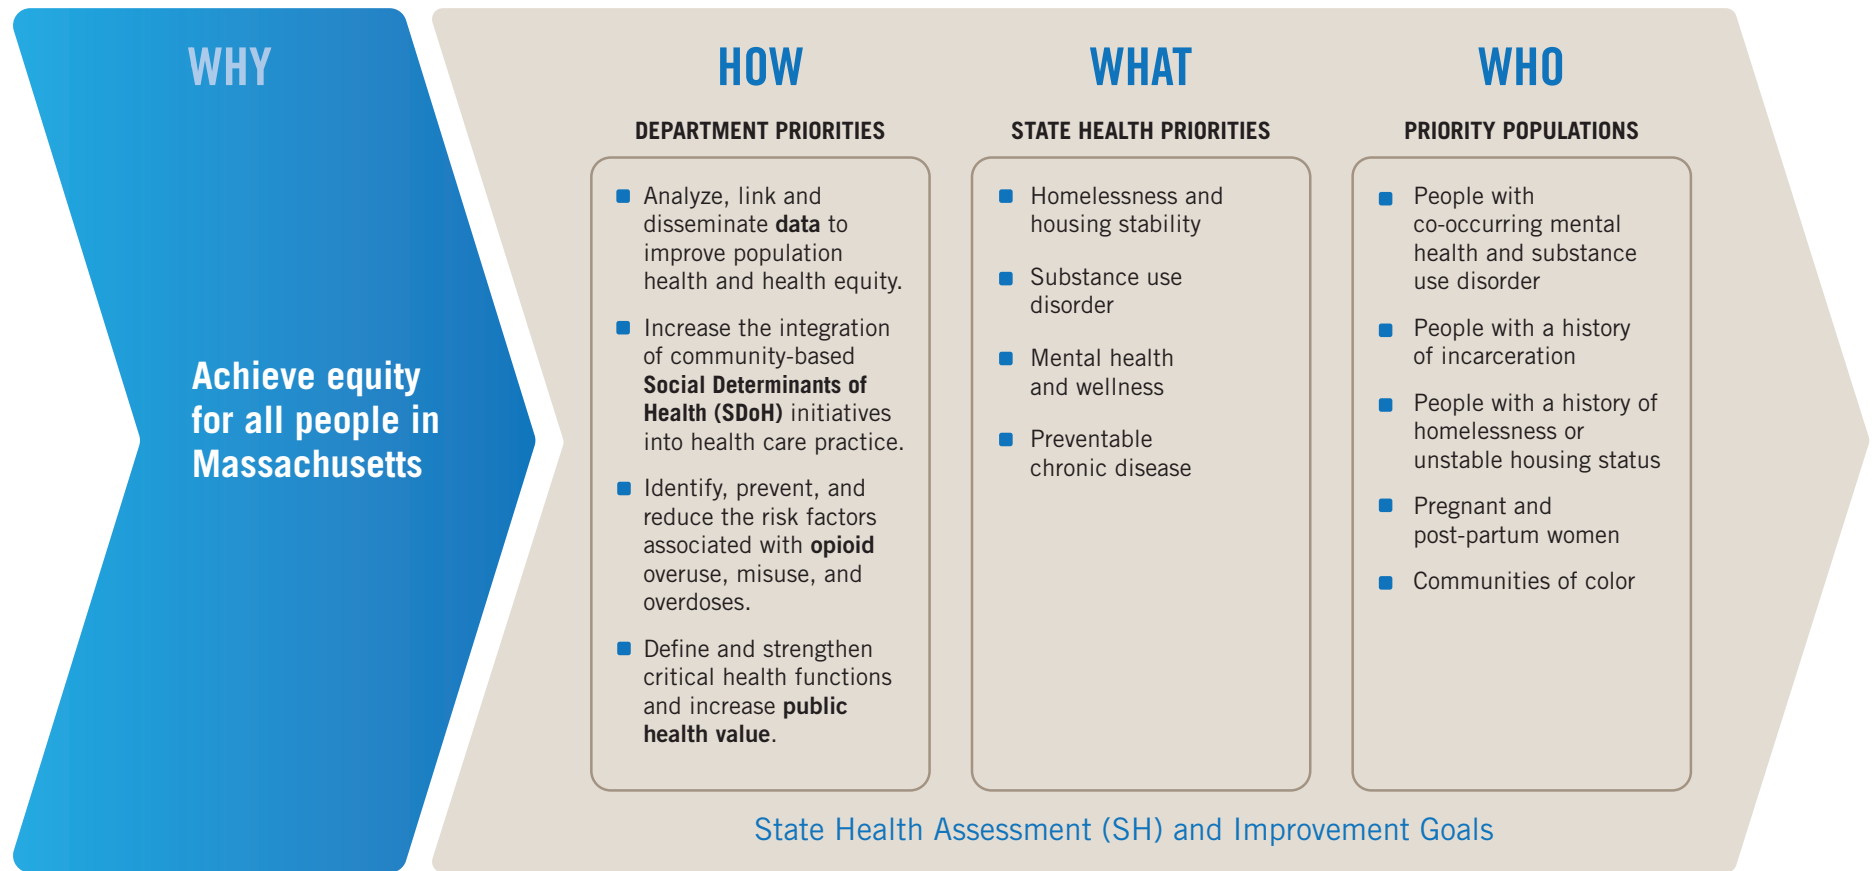 WHY
Achieve equity
for all people in
Massachusetts
HOW
DEPARTMENT PRIORITIES
Analyze, link and
disseminate data to
improve population
health and health equity.
Increase the integration
of community-based
Social Determinants of
Health (SDoH) initiatives
into health care practice.
Identify, prevent, and
reduce the risk factors
associated with opioid
overuse, misuse, and
overdoses.
Define and strengthen
critical health functions
and increase public
health value.
WHAT
STATE HEALTH PRIORITIES
Homelessness and
housing stability
Substance use
disorder
Mental health
and wellness
Preventable
chronic disease
WHO
PRIORITY POPULATIONS
People with
co-occurring mental
health and substance
use disorder
People with a history
of incarceration
People with a history of
homelessness or
unstable housing status
Pregnant and
post-partum women
Communities of color
State Health Assessment (SH) and Improvement Goals